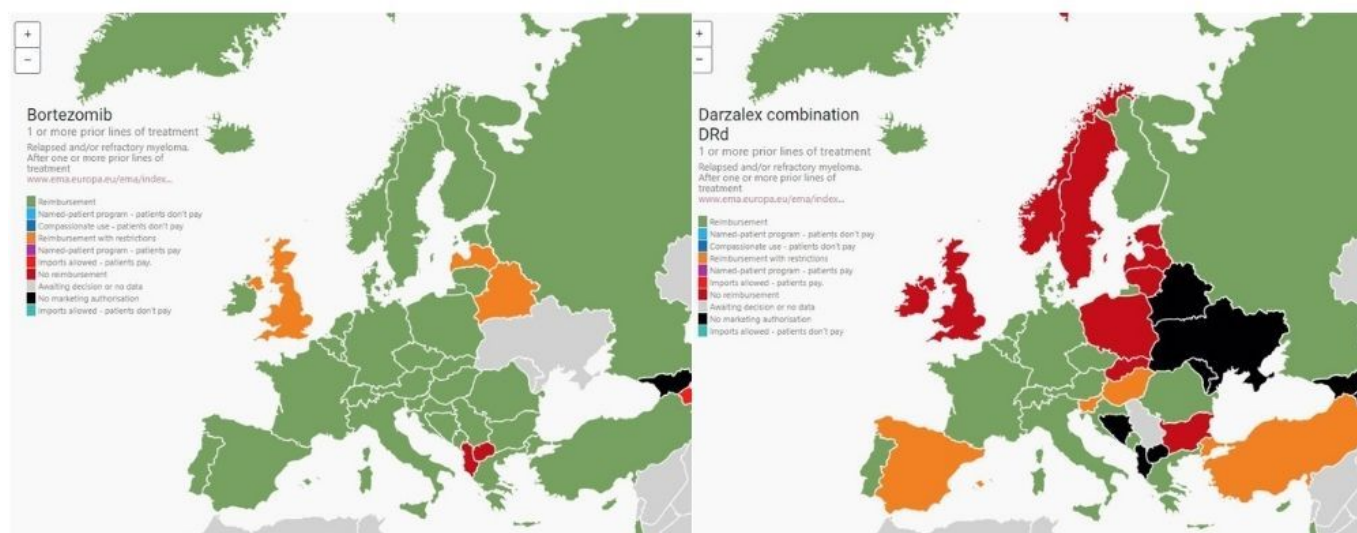 +
−
Bortezomib
1 or more prior lines of treatment
Relapsed and/or refractory myeloma.
After one or more prior lines of
treatment
www.ema.europa.eu/ema/index...
Reimbursement
Named-patient program - patients don't pay
Compassionate use - patients don't pay
Reimbursement with restrictions
Named-patient program - patients pay
Imports allowed - patients pay.
No reimbursement
Awaiting decision or no data
No marketing authorisation
Imports allowed - patients don't pay
+
−
Darzalex combination
DRd
1 or more prior lines of treatment
Relapsed and/or refractory myeloma.
After one or more prior lines of
treatment
www.ema.europa.eu/ema/index...
Reimbursement
Named-patient program - patients don't pay
Compassionate use - patients don't pay
Reimbursement with restrictions
Named-patient program - patients pay
Imports allowed - patients pay.
No reimbursement
Awaiting decision or no data
No marketing authorisation
Imports allowed - patients don't pay